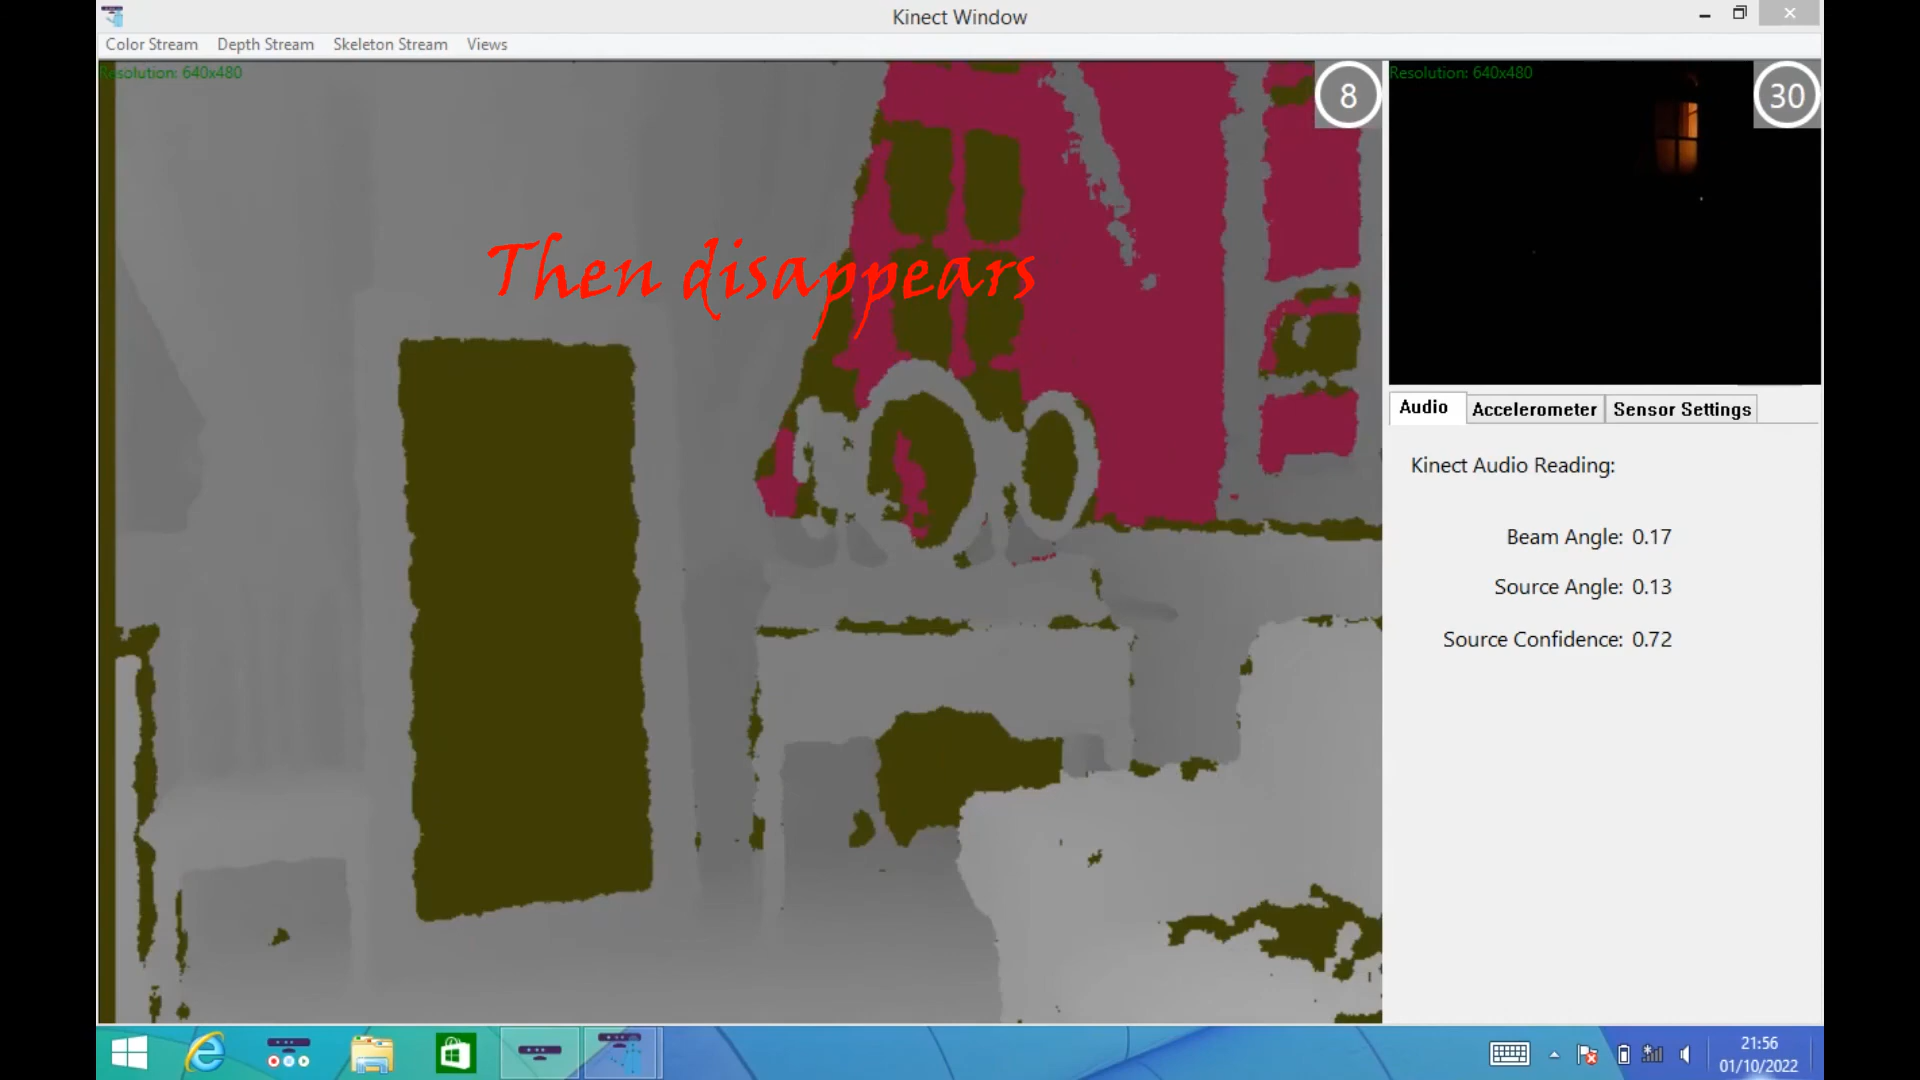 Kinect Window
Color Stream Depth Stream Skeleton Stream Views
Resolution: 640x480
8
Resolution: 640x480
30
Then disappears
Audio Accelerometer Sensor Settings
Kinect Audio Reading:
Beam Angle: 0.17
Source Angle: 0.13
Source Confidence: 0.72
21:56
01/10/2022